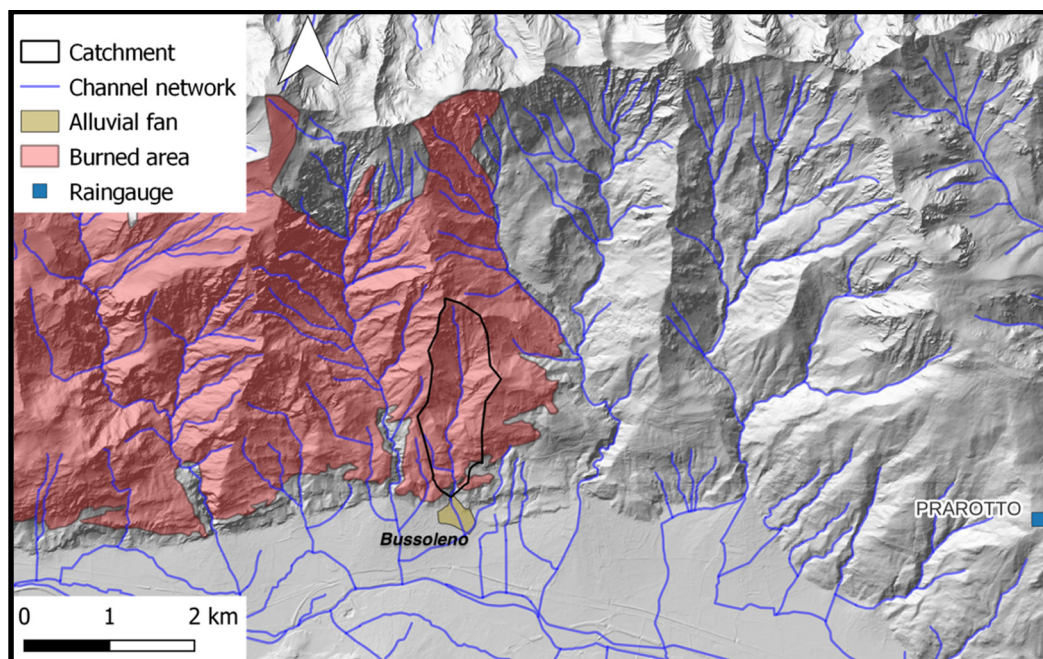 Catchment
Channel network
Alluvial fan
Burned area
Raingauge
PRAROTTO
Bussoleno
0 1 2 km